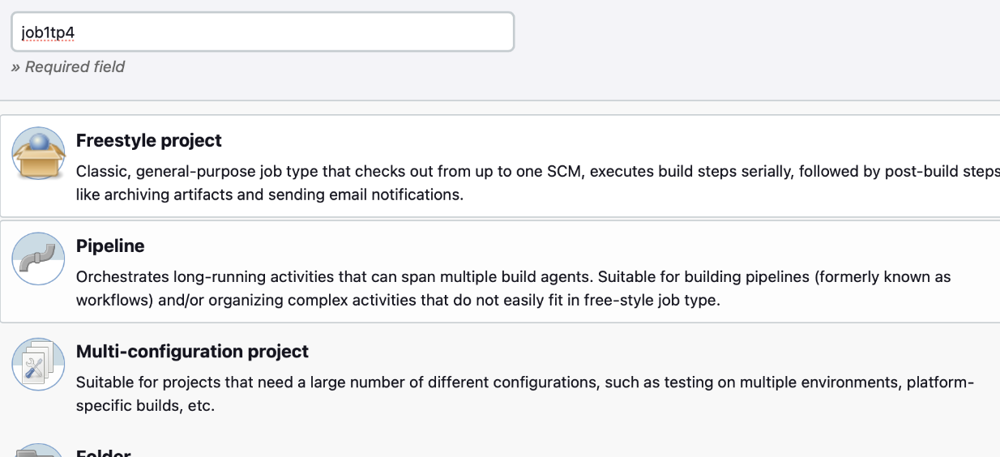 job1tp4
» Required field
Freestyle project
Classic, general-purpose job type that checks out from up to one SCM, executes build steps serially, followed by post-build steps
like archiving artifacts and sending email notifications.
Pipeline
Orchestrates long-running activities that can span multiple build agents. Suitable for building pipelines (formerly known as
workflows) and/or organizing complex activities that do not easily fit in free-style job type.
Multi-configuration project
Suitable for projects that need a large number of different configurations, such as testing on multiple environments, platform-
specific builds, etc.
Folder